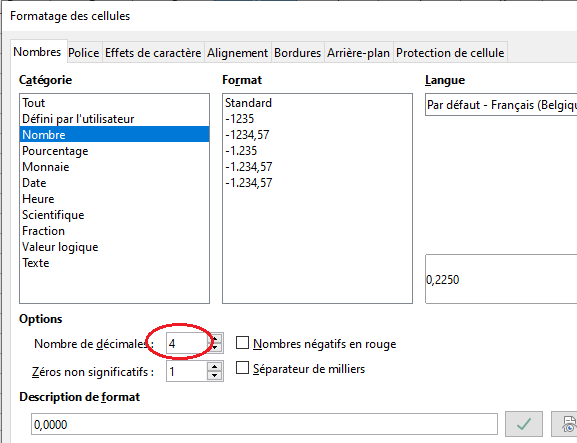 Formatage des cellules
Nombres Police Effets de caractère Alignement Bordures Arrière-plan Protection de cellule
Catégorie
Tout
Défini par l'utilisateur
Nombre
Pourcentage
Monnaie
Date
Heure
Scientifique
Fraction
Valeur logique
Texte
Format
Standard
-1235
-1234,57
-1.235
-1.234,57
-1.234,57
Langue
Par défaut - Français (Belgiqu
0,2250
Options
Nombre de décimales : 4
Nombres négatifs en rouge
Zéros non significatifs : 1
Séparateur de milliers
Description de format
0,0000